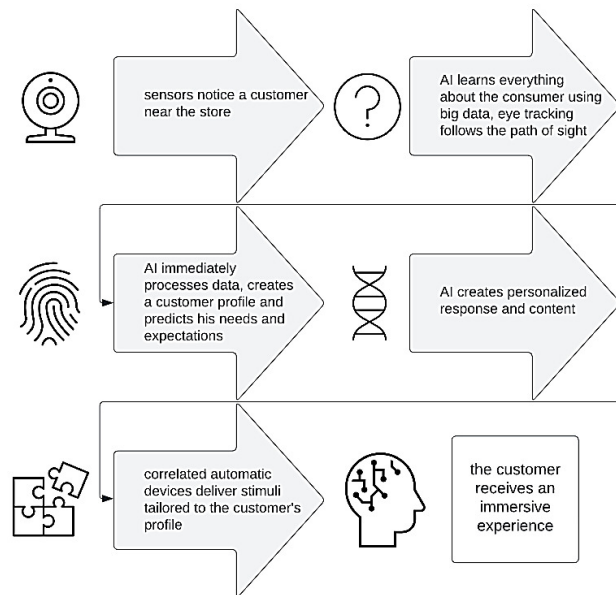 sensors notice a customer
near the store
?
AI learns everything
about the consumer using
big data, eye tracking
follows the path of sight
AI immediately
processes data, creates
a customer profile and
predicts his needs and
expectations
AI creates personalized
response and content
correlated automatic
devices deliver stimuli
tailored to the customer's
profile
the customer
receives an
immersive
experience